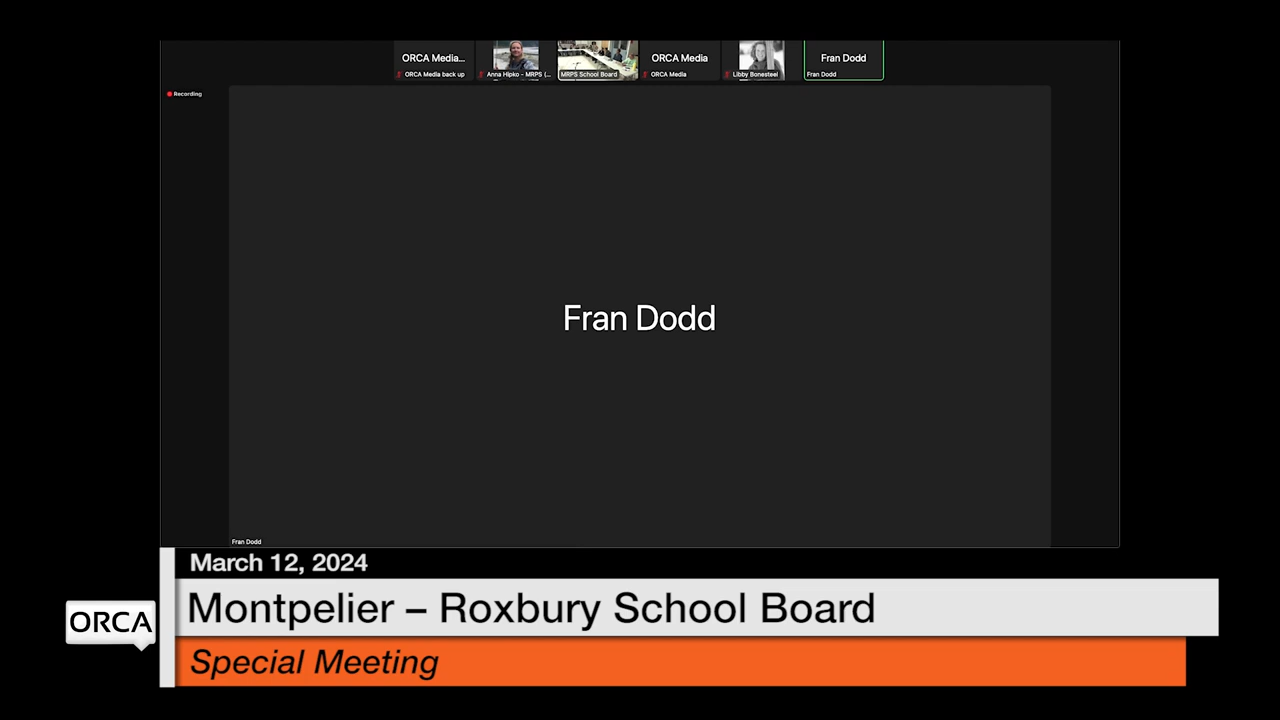 ORCA Media...
ORCA Media back up
Anna Hipko - MRPS (...
MRPS School Board
ORCA Media
ORCA Media
Libby Bonesteel
Fran Dodd
Fran Dodd
Recording
Fran Dodd
Fran Dodd
March 12, 2024
Montpelier – Roxbury School Board
ORCA
Special Meeting